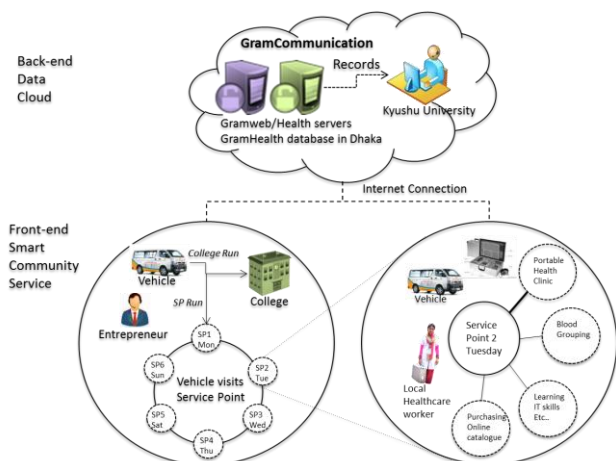 GramCommunication
Records
Back-end
Data
Cloud
Gramweb/Health servers
GramHealth database in Dhaka
Kyushu University
Internet Connection
Front-end
Smart
Community
Service
College Run
Vehicle
SP Run
College
Entrepreneur
SP1
Mon
SP2
Tue
SP3
Wed
SP4
Thu
SP5
Sat
SP6
Sun
Vehicle visits
Service Point
Vehicle
Portable
Health
Clinic
Service
Point 2
Tuesday
Blood
Grouping
Local
Healthcare
worker
Learning
IT skills
Etc..
Purchasing
Online
catalogue